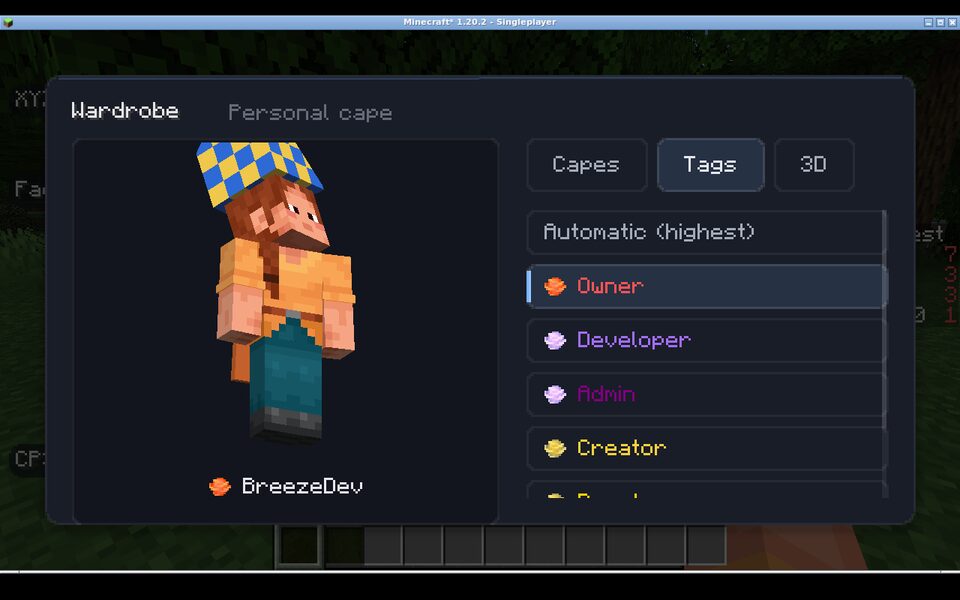 Minecraft* 1.20.2 - Singleplayer
Wardrobe
Personal cape
Capes
Tags
3D
Automatic (highest)
Owner
Developer
Admin
Creator
BreezeDev